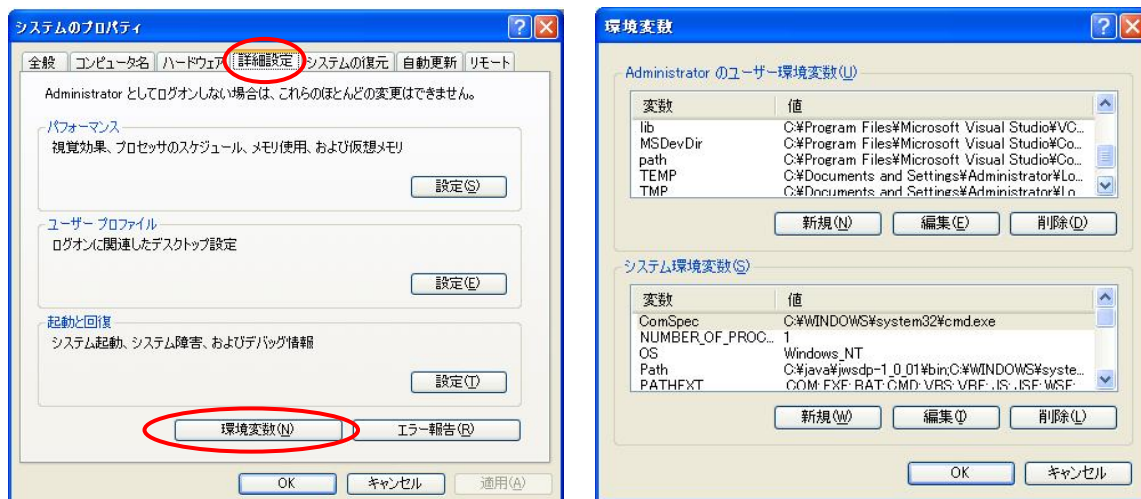 システムのプロパティ
全般 コンピュータ名 ハードウェア 詳細設定 システムの復元 自動更新 リモート
Administrator としてログオンしない場合は、これらのほとんどの変更はできません。
パフォーマンス
視覚効果、プロセッサのスケジュール、メモリ使用、および仮想メモリ
設定(S)
ユーザー プロファイル
ログオンに関連したデスクトップ設定
設定(E)
起動と回復
システム起動、システム障害、およびデバッグ情報
設定(T)
環境変数(N) エラー報告(R)
OK キャンセル 適用(A)
環境変数
Administrator のユーザー環境変数(U)
変数 値
lib C:¥Program Files¥Microsoft Visual Studio¥VC...
MSDevDir C:¥Program Files¥Microsoft Visual Studio¥Co...
path C:¥Program Files¥Microsoft Visual Studio¥Co...
TEMP C:¥Documents and Settings¥Administrator¥Lo...
TMP C:¥Documents and Settings¥Administrator¥Lo...
新規(N) 編集(E) 削除(D)
システム環境変数(S)
変数 値
ComSpec C:¥WINDOWS¥system32¥cmd.exe
NUMBER_OF_PROC... 1
OS Windows_NT
Path C:¥java¥jwsdp-1_0_01¥bin;C:¥WINDOWS¥syste...
PATHEXT .COM;.EXE;.BAT;.CMD;.VBS;.VBE;.JS;.JSE;.WSF;
新規(W) 編集(I) 削除(L)
OK キャンセル